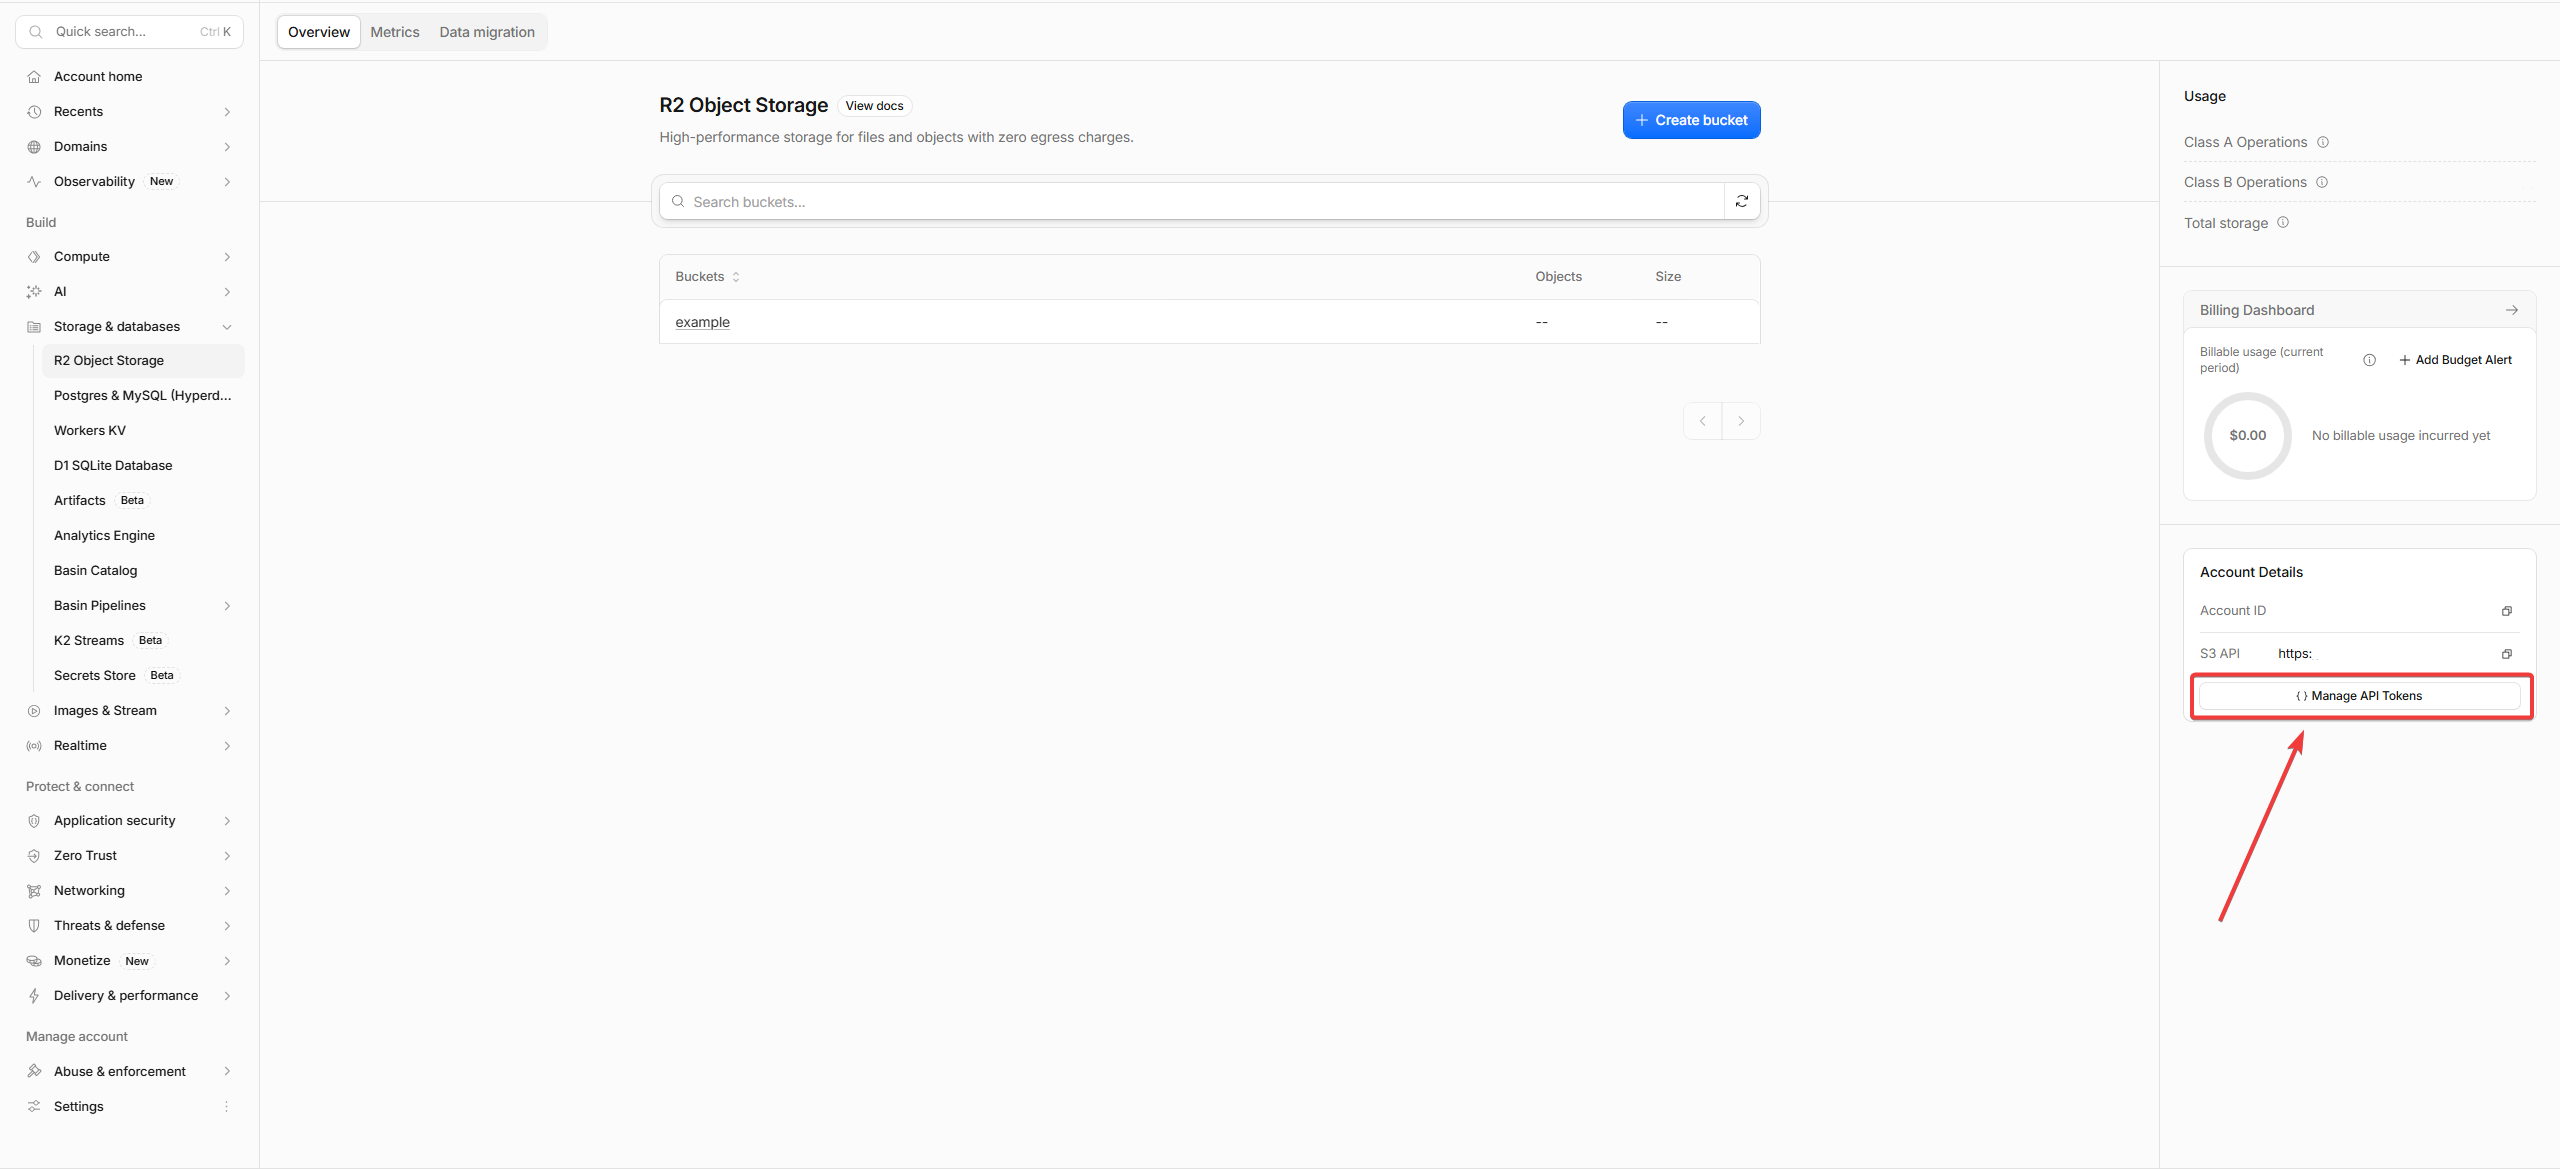 Quick search... Ctrl K
Account home
Recents
Domains
Observability New
Build
Compute
AI
Storage & databases
R2 Object Storage
Postgres & MySQL (Hyperd...
Workers KV
D1 SQLite Database
Artifacts Beta
Analytics Engine
Basin Catalog
Basin Pipelines
K2 Streams Beta
Secrets Store Beta
Images & Stream
Realtime
Protect & connect
Application security
Zero Trust
Networking
Threats & defense
Monetize New
Delivery & performance
Manage account
Abuse & enforcement
Settings
Overview Metrics Data migration
R2 Object Storage View docs
High-performance storage for files and objects with zero egress charges.
+ Create bucket
Search buckets...
Buckets Objects Size
example -- --
Usage
Class A Operations
Class B Operations
Total storage
Billing Dashboard
Billable usage (current
period)
+ Add Budget Alert
$0.00 No billable usage incurred yet
Account Details
Account ID
S3 API https:
{ } Manage API Tokens